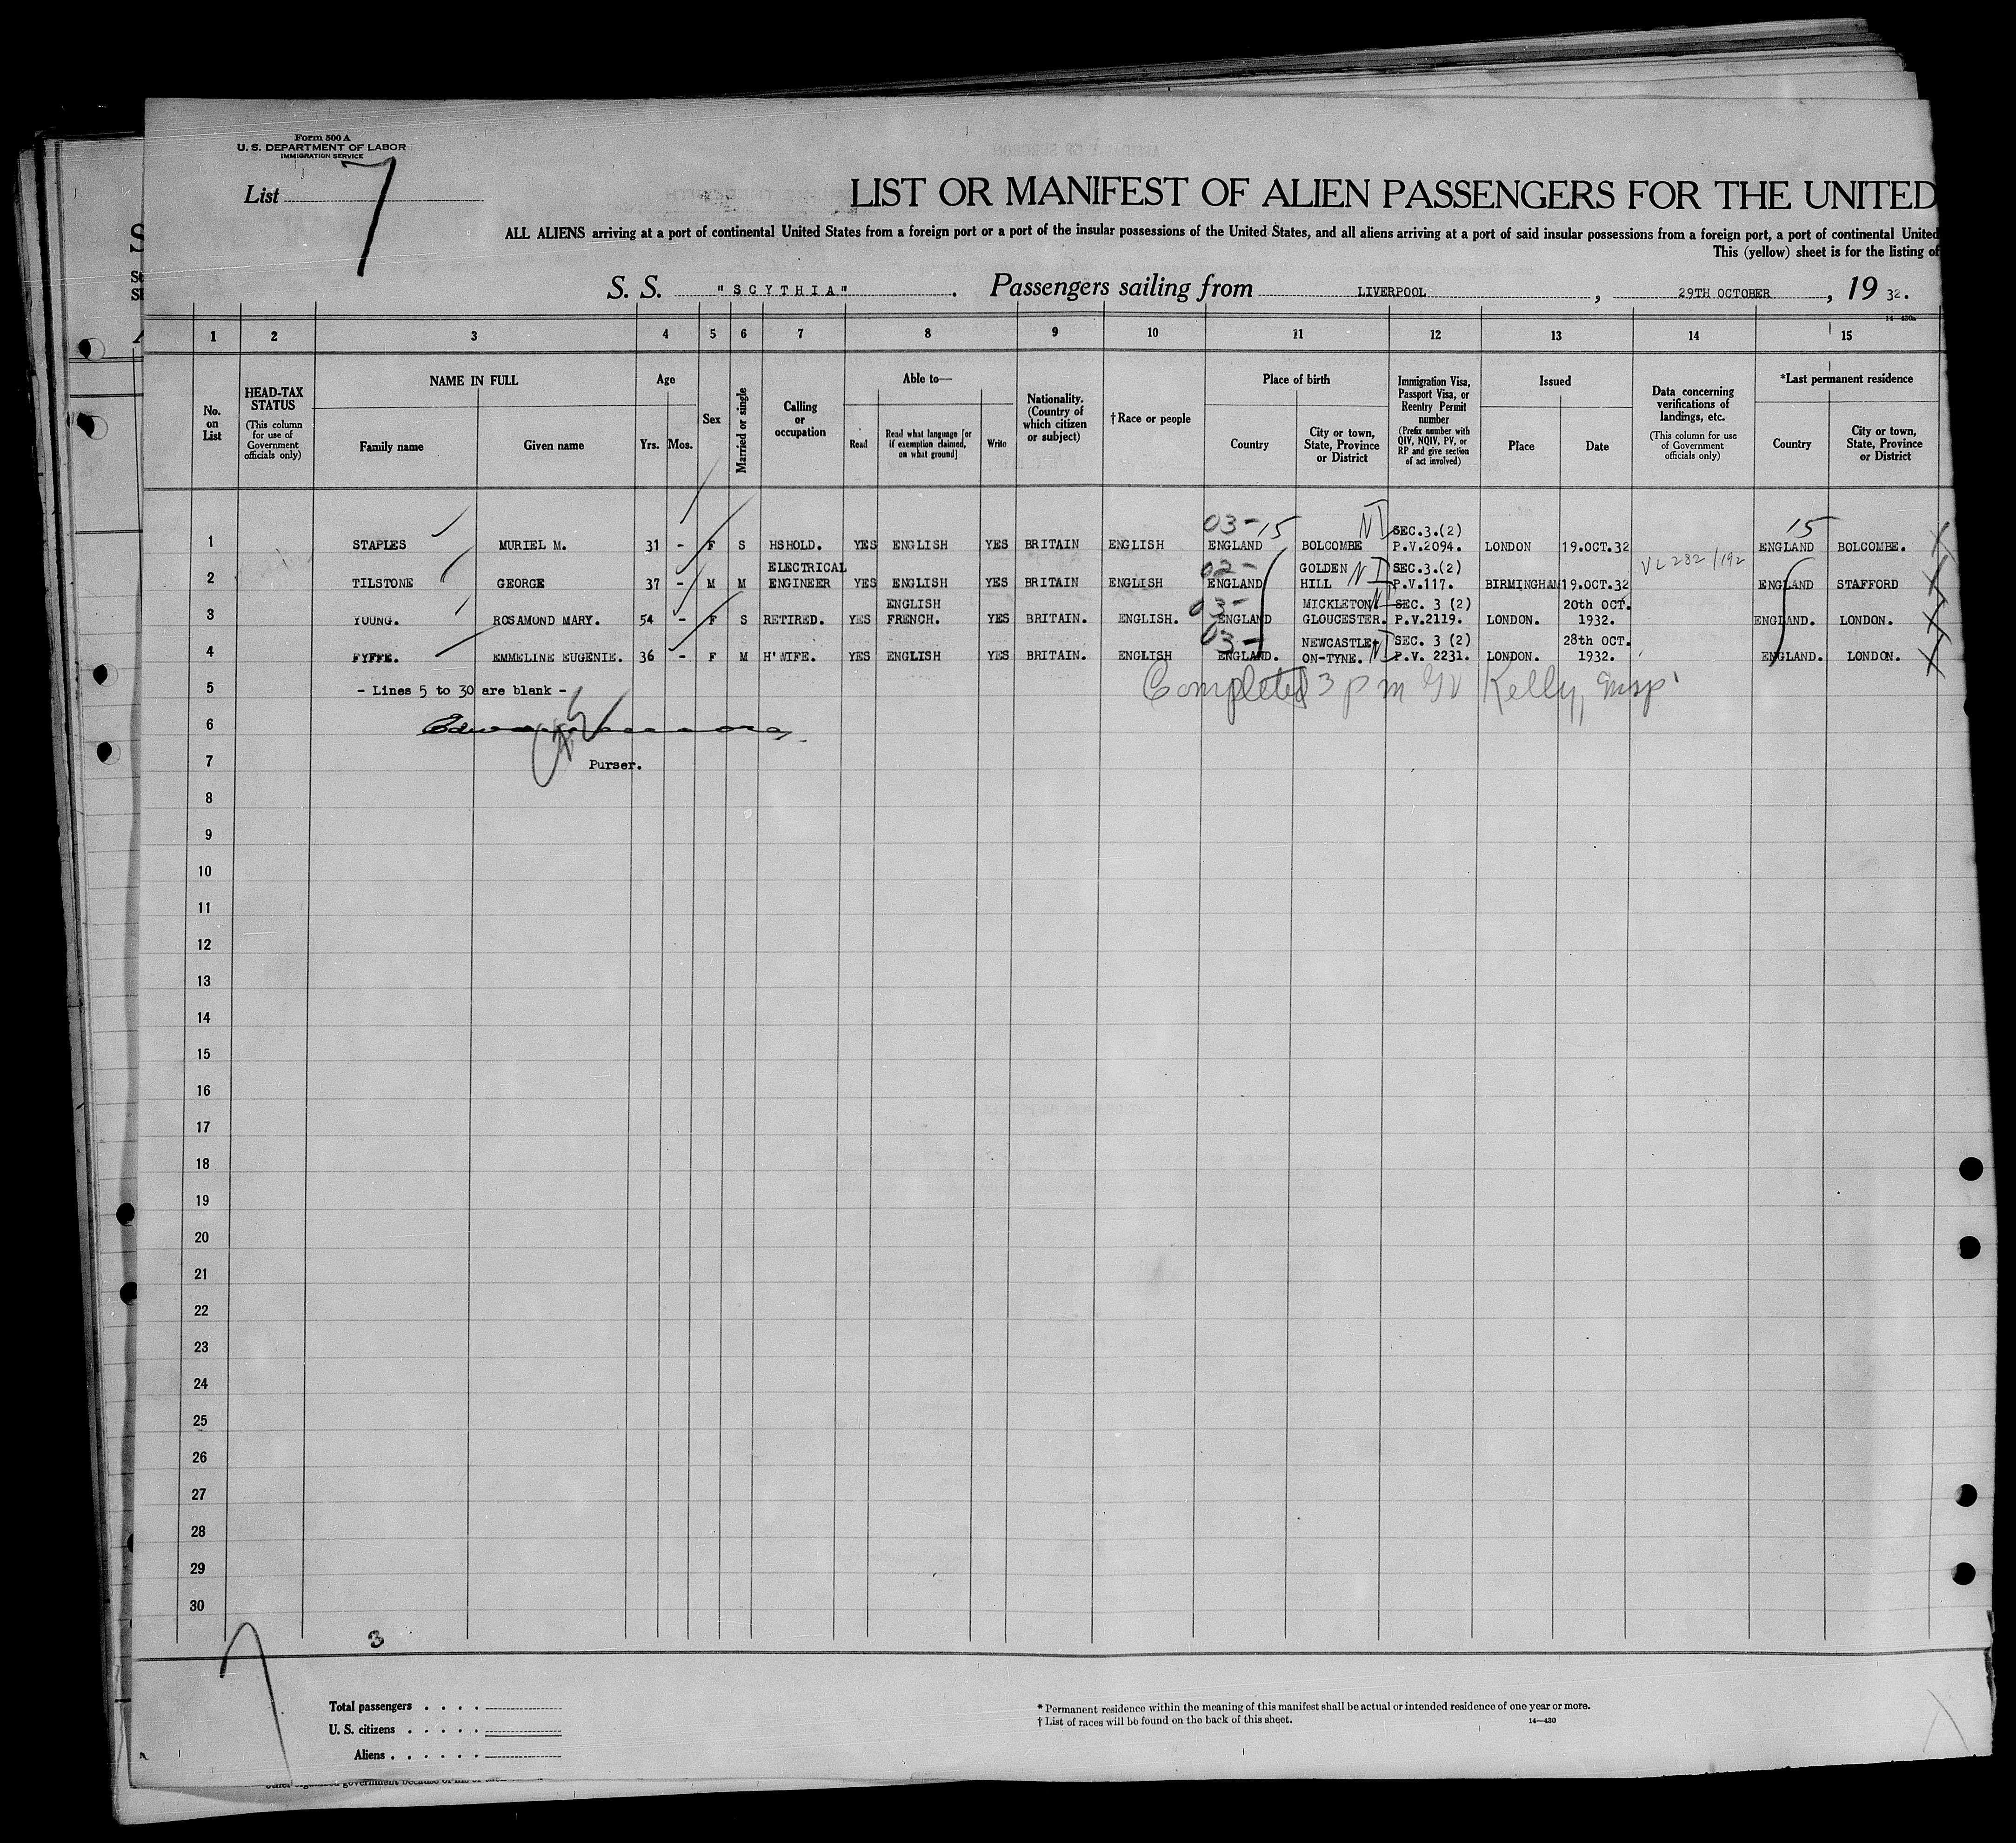 Form 500 A
U. S. DEPARTMENT OF LABOR
IMMIGRATION SERVICE
List 7
LIST OR MANIFEST OF ALIEN PASSENGERS FOR THE UNITED
ALL ALIENS arriving at a port of continental United States from a foreign port or a port of the insular possessions of the United States, and all aliens arriving at a port of said insular possessions from a foreign port, a port of continental United
This (yellow) sheet is for the listing of
S. S. "SCYTHIA". Passengers sailing from LIVERPOOL, 29TH OCTOBER, 19 32.
14—430a
1 2 3 4 5 6 7 8 9 10 11 12 13 14 15
No. on List
HEAD-TAX STATUS (This column for use of Government officials only)
NAME IN FULL
Family name
Given name
Age
Yrs. Mos.
Sex
Married or single
Calling or occupation
Able to—
Read
Read what language [or if exemption claimed, on what ground]
Write
Nationality. (Country of which citizen or subject)
† Race or people
Place of birth
Country
City or town, State, Province or District
Immigration Visa, Passport Visa, or Reentry Permit number (Prefix number with QIV, NQIV, PV, or RP and give section of act involved)
Issued
Place
Date
Data concerning verifications of landings, etc. (This column for use of Government officials only)
*Last permanent residence
Country
City or town, State, Province or District
03-15 NI 15
1 STAPLES MURIEL M. 31 - F S HSHOLD. YES ENGLISH YES BRITAIN ENGLISH ENGLAND BOLCOMBE SEC.3.(2) P.V.2094. LONDON 19.OCT.32 ENGLAND BOLCOMBE.
02- NI VL 282/192
2 TILSTONE GEORGE 37 - M M ELECTRICAL ENGINEER YES ENGLISH YES BRITAIN ENGLISH ENGLAND GOLDEN HILL SEC.3.(2) P.V.117. BIRMINGHAM 19.OCT.32 ENGLAND STAFFORD
03- NI
3 YOUNG. ROSAMOND MARY. 54 - F S RETIRED. YES ENGLISH FRENCH. YES BRITAIN. ENGLISH. ENGLAND MICKLETON GLOUCESTER. SEC. 3 (2) P.V.2119. LONDON. 20th OCT. 1932. ENGLAND. LONDON.
03- NI
4 FYFFE. EMMELINE EUGENIE. 36 - F M H'WIFE. YES ENGLISH YES BRITAIN. ENGLISH ENGLAND. NEWCASTLE ON-TYNE. SEC. 3 (2) P.V. 2231. LONDON. 28th OCT. 1932. ENGLAND. LONDON.
5 - Lines 5 to 30 are blank - Completed 3 pm Kelly, Insp
6
7 Purser.
8
9
10
11
12
13
14
15
16
17
18
19
20
21
22
23
24
25
26
27
28
29
30
3
7
Total passengers . . . .
U. S. citizens . . . . .
Aliens . . . . . .
* Permanent residence within the meaning of this manifest shall be actual or intended residence of one year or more.
† List of races will be found on the back of this sheet.
14—430